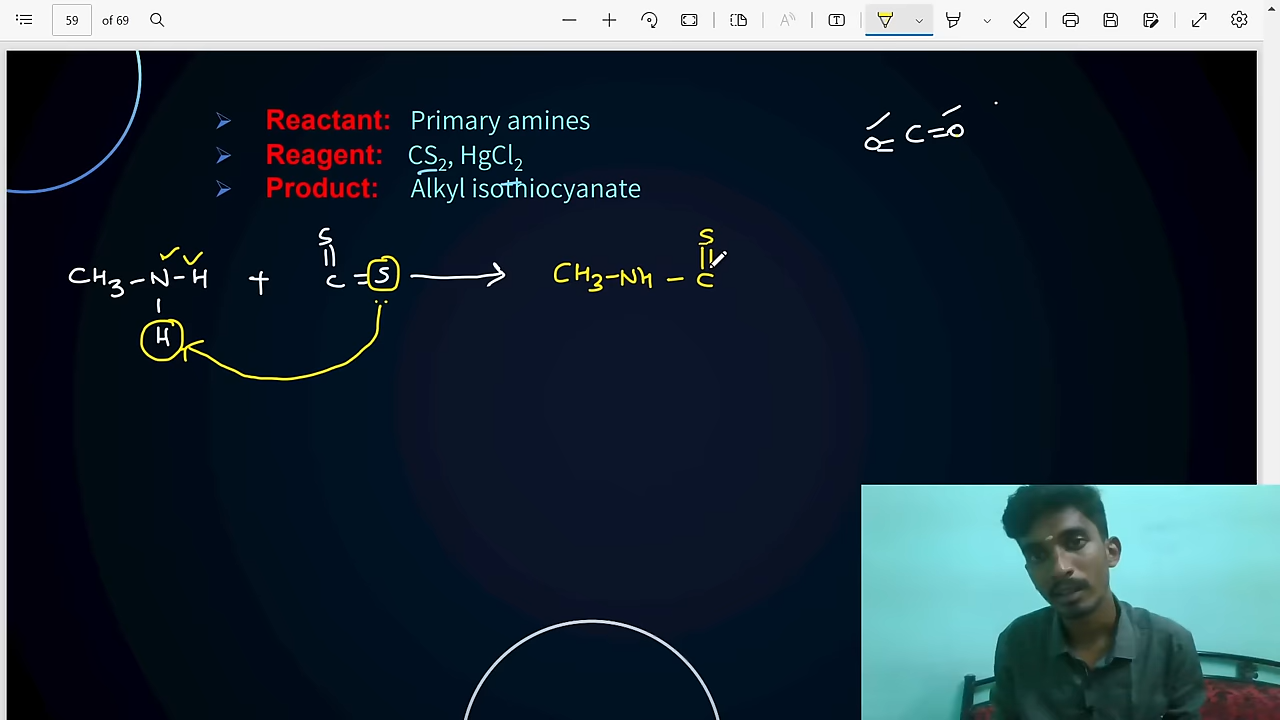 59 of 69
Reactant: Primary amines
Reagent: CS₂, HgCl₂
Product: Alkyl isothiocyanate
O=C=O
S S
CH₃-N-H + C=S ⟶ CH₃-NH-C
H